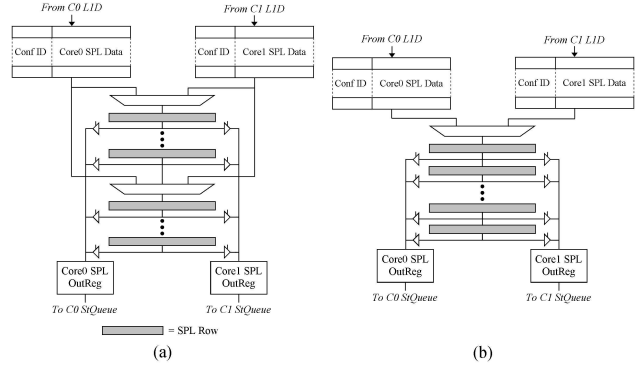 From C0 L1D
From C1 L1D
Conf ID
Core0 SPL Data
Conf ID
Core1 SPL Data
Core0 SPL
OutReg
Core1 SPL
OutReg
To C0 StQueue
To C1 StQueue
= SPL Row
(a)
From C0 L1D
From C1 L1D
Conf ID
Core0 SPL Data
Conf ID
Core1 SPL Data
Core0 SPL
OutReg
Core1 SPL
OutReg
To C0 StQueue
To C1 StQueue
(b)